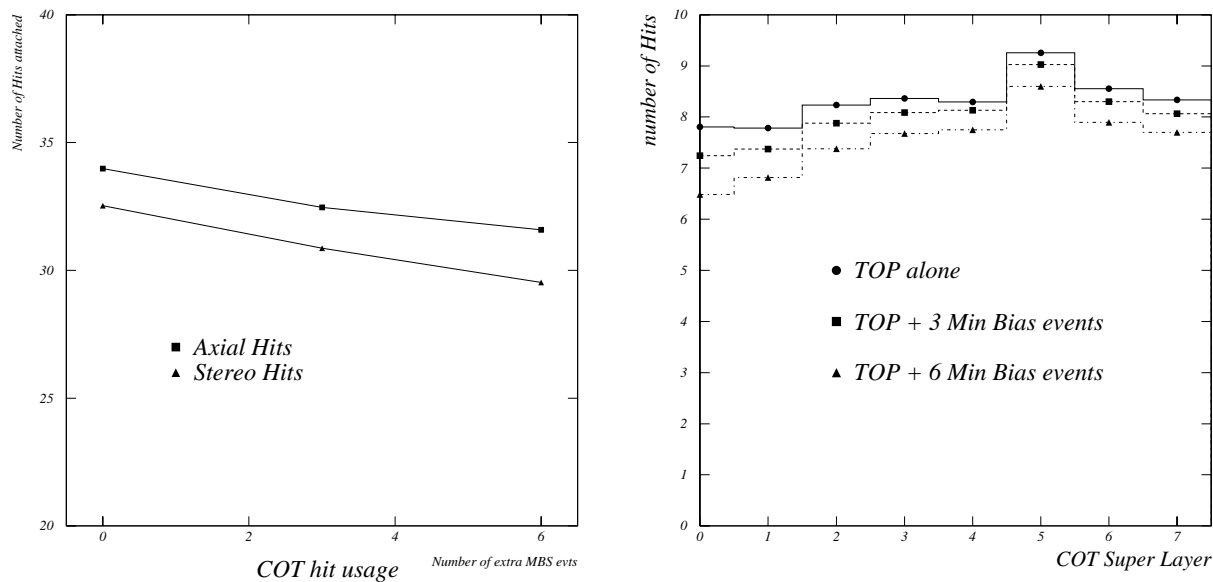 Number of Hits attached
40
35
30
25
20
Axial Hits
Stereo Hits
0
2
4
6
COT hit usage
Number of extra MBS evts
number of Hits
10
9
8
7
6
5
4
3
2
1
0
TOP alone
TOP + 3 Min Bias events
TOP + 6 Min Bias events
0
1
2
3
4
5
6
7
COT Super Layer